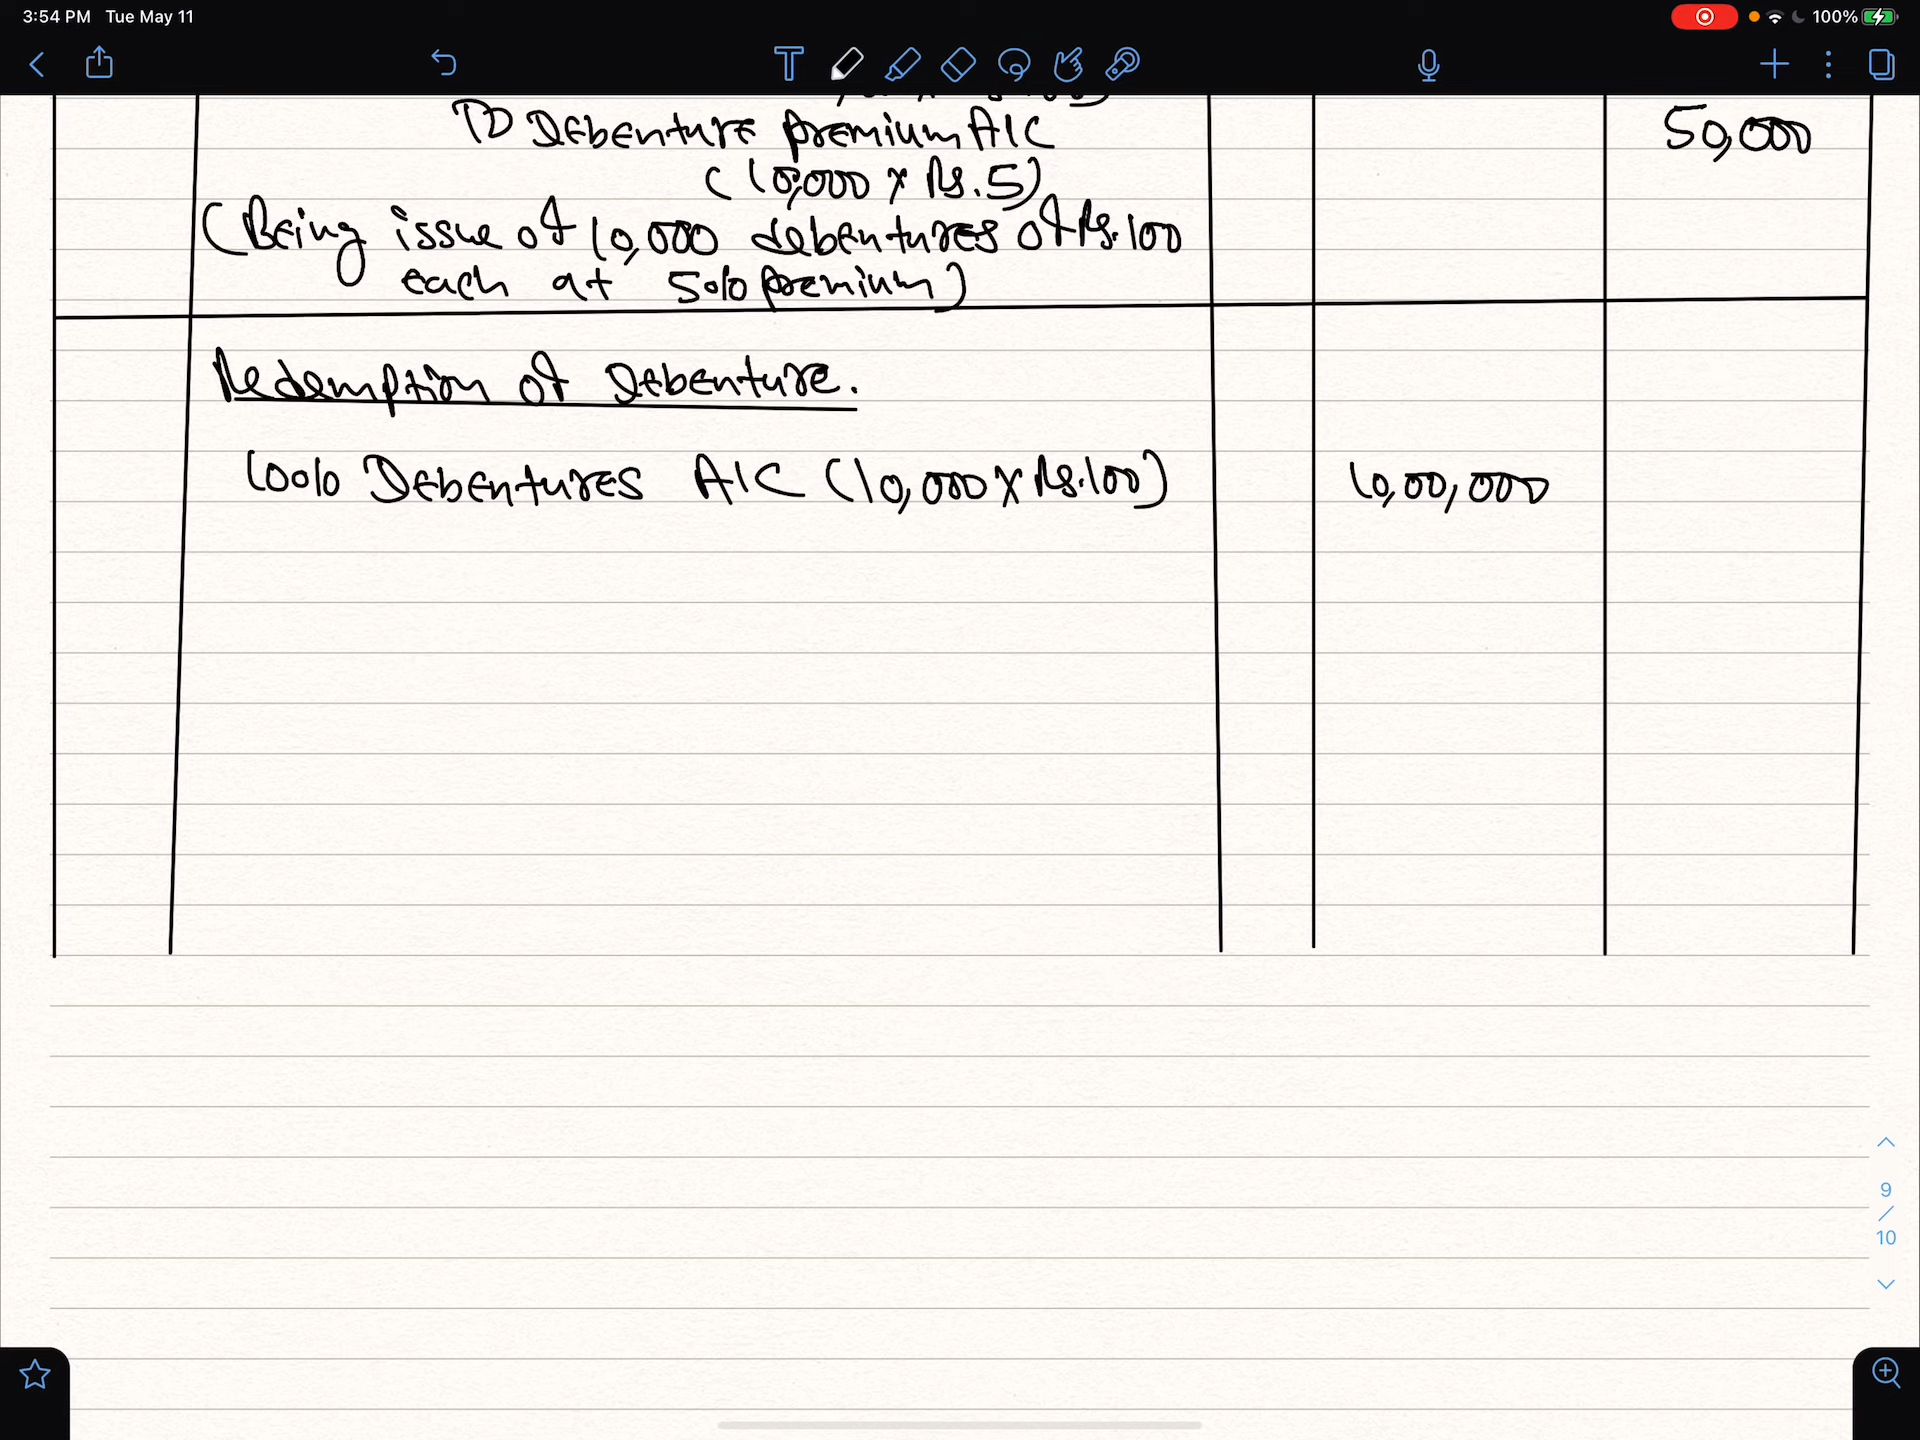 3:54 PM Tue May 11
100%
TO Debenture premium A/C 50,000
(10,000 x Rs.5)
(Being issue of 10,000 debentures of Rs.100
each at 5% premium)
Redemption of Debenture.
10% Debentures A/C (10,000 x Rs.100) 10,00,000
9
/
10